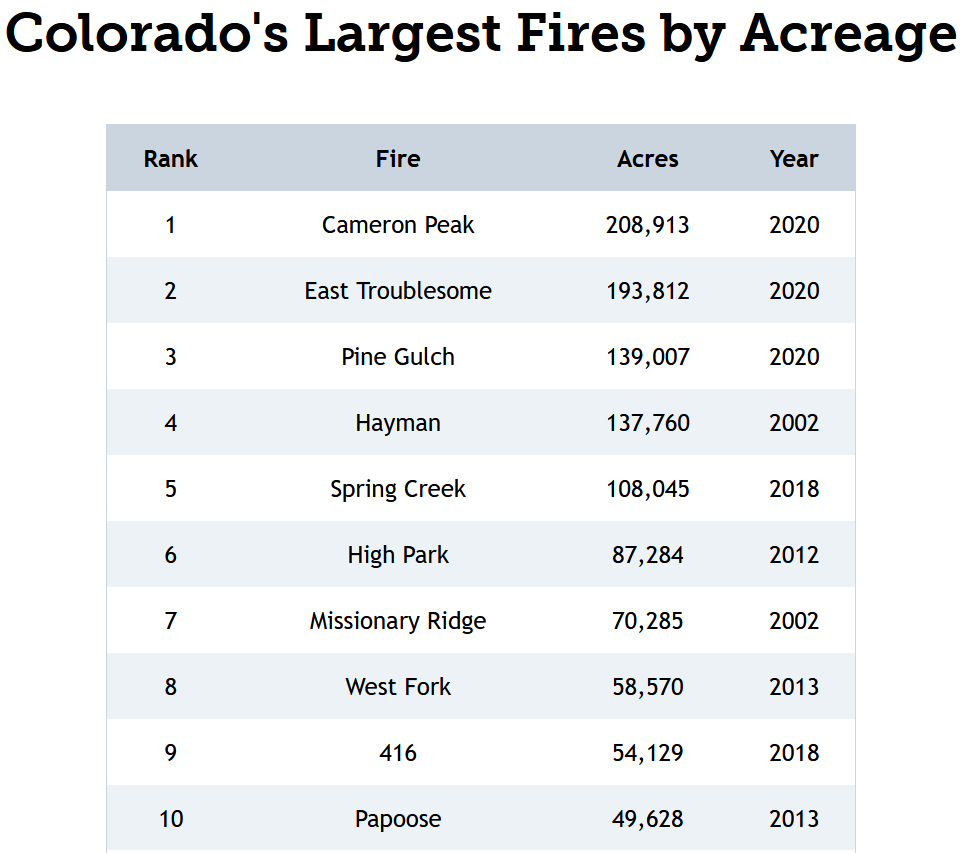 Colorado's Largest Fires by Acreage
Rank Fire Acres Year
1 Cameron Peak 208,913 2020
2 East Troublesome 193,812 2020
3 Pine Gulch 139,007 2020
4 Hayman 137,760 2002
5 Spring Creek 108,045 2018
6 High Park 87,284 2012
7 Missionary Ridge 70,285 2002
8 West Fork 58,570 2013
9 416 54,129 2018
10 Papoose 49,628 2013